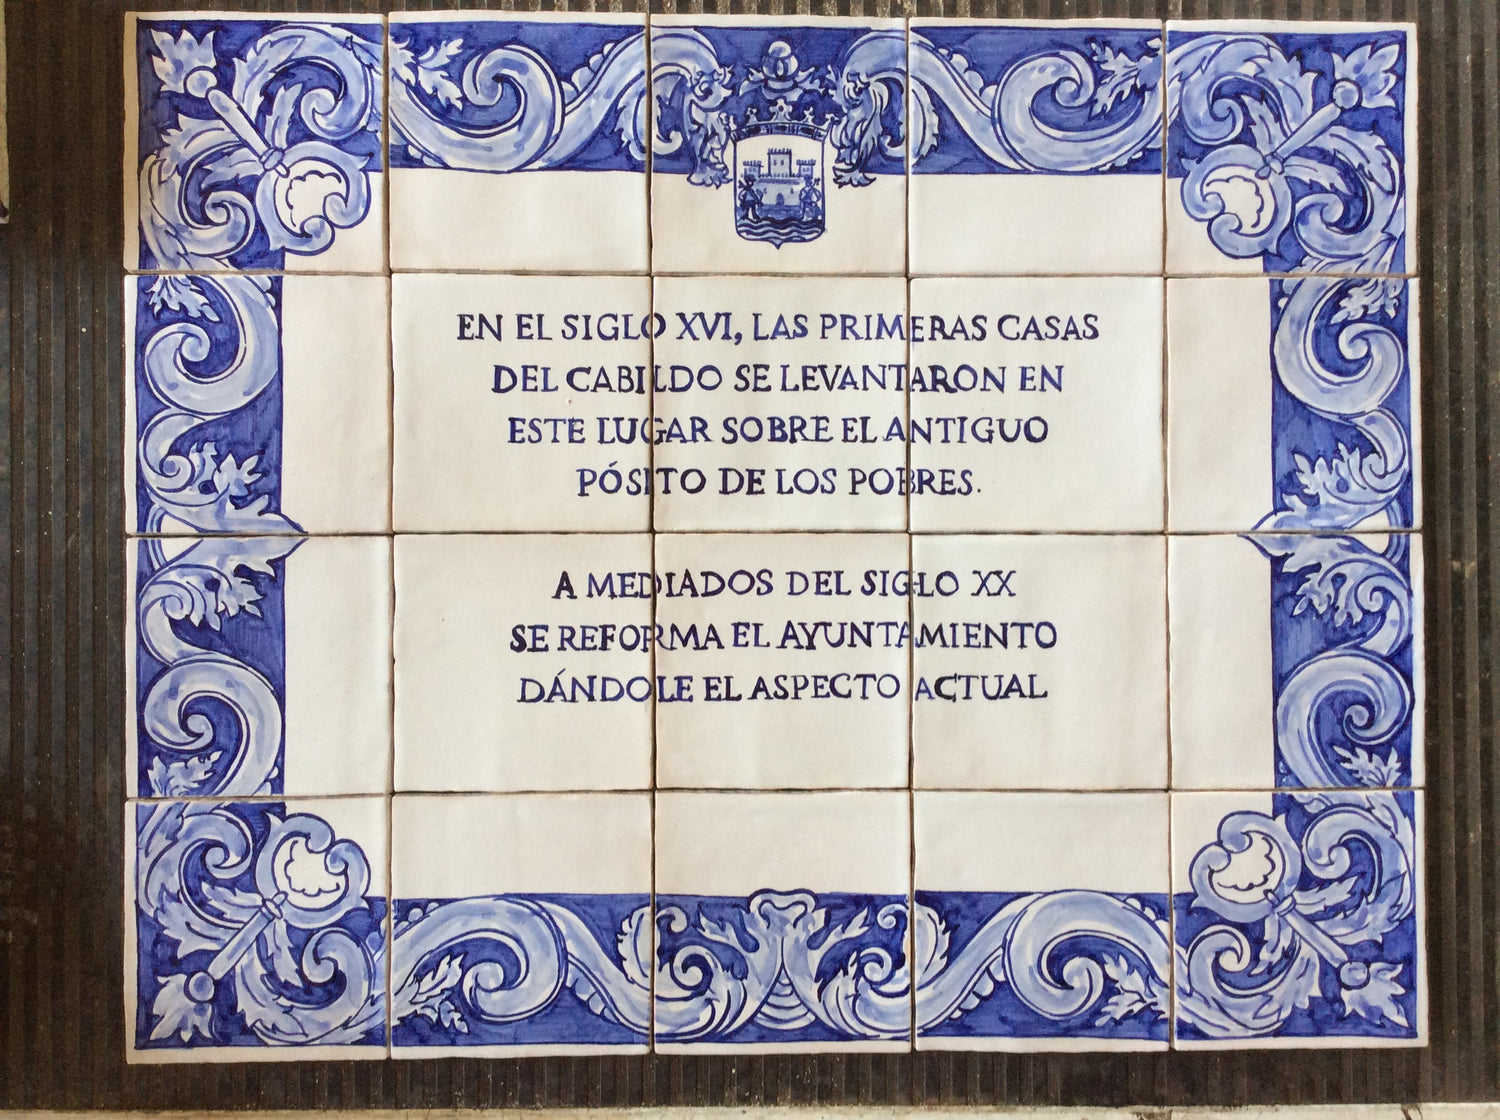 EN EL SIGLO XVI, LAS PRIMERAS CASAS
DEL CABILDO SE LEVANTARON EN
ESTE LUGAR SOBRE EL ANTIGUO
PÓSITO DE LOS POBRES.
A MEDIADOS DEL SIGLO XX
SE REFORMA EL AYUNTAMIENTO
DÁNDOLE EL ASPECTO ACTUAL